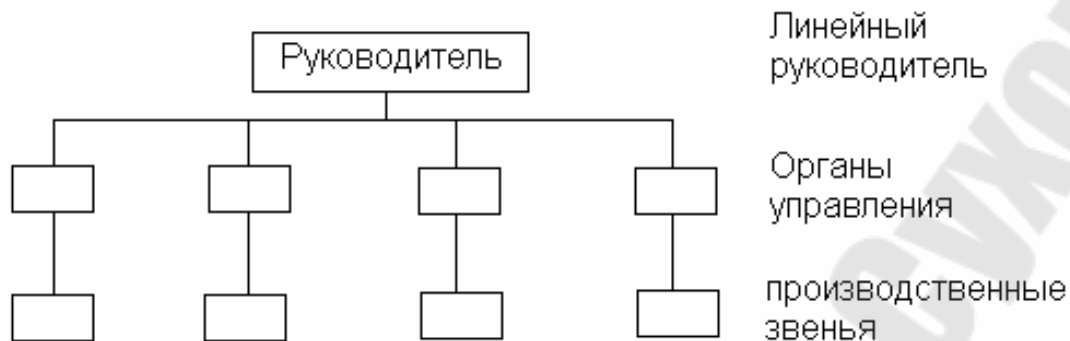 Линейный
руководитель
Руководитель
Органы
управления
производственные
звенья